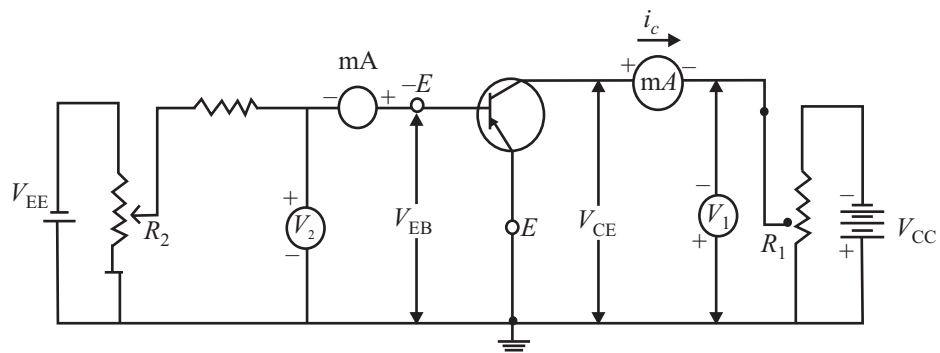 i_c
mA
+ mA −
− + −E
V_EE
R_2
+ V_2 −
V_EB
E
V_CE
− V_1 +
R_1
− +
V_CC